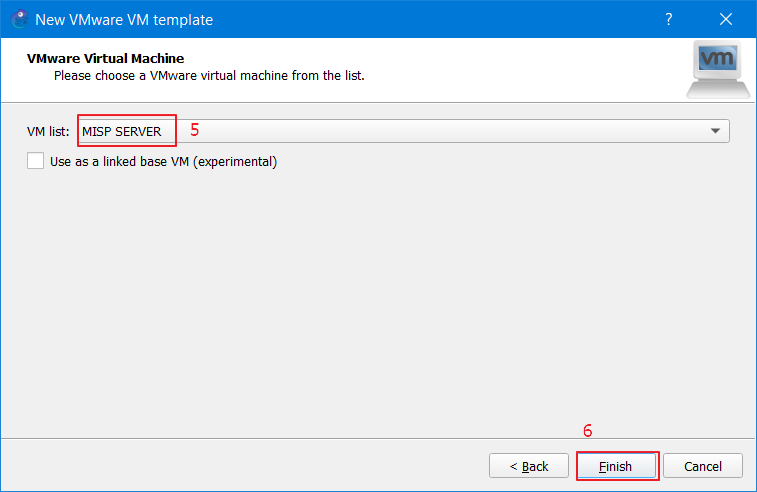 New VMware VM template
?
VMware Virtual Machine
Please choose a VMware virtual machine from the list.
vm
VM list: MISP SERVER 5
Use as a linked base VM (experimental)
6
< Back Finish Cancel